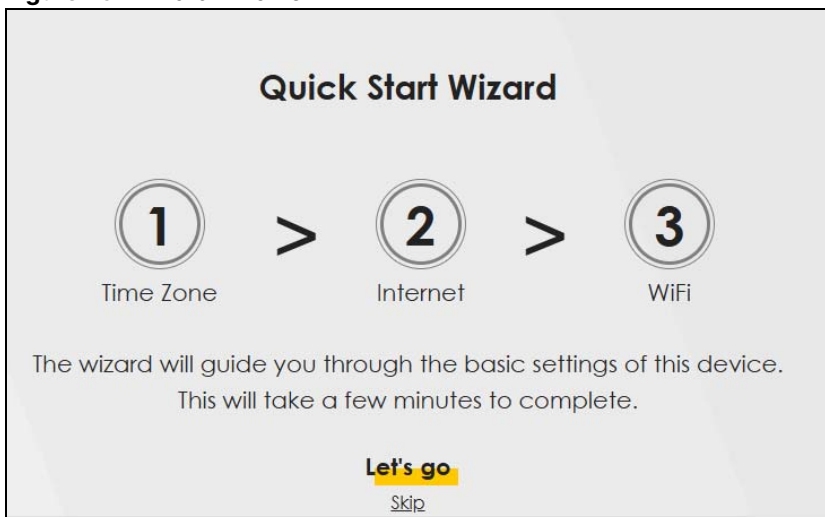 Quick Start Wizard
1 > 2 > 3
Time Zone Internet WiFi
The wizard will guide you through the basic settings of this device.
This will take a few minutes to complete.
Let's go
Skip